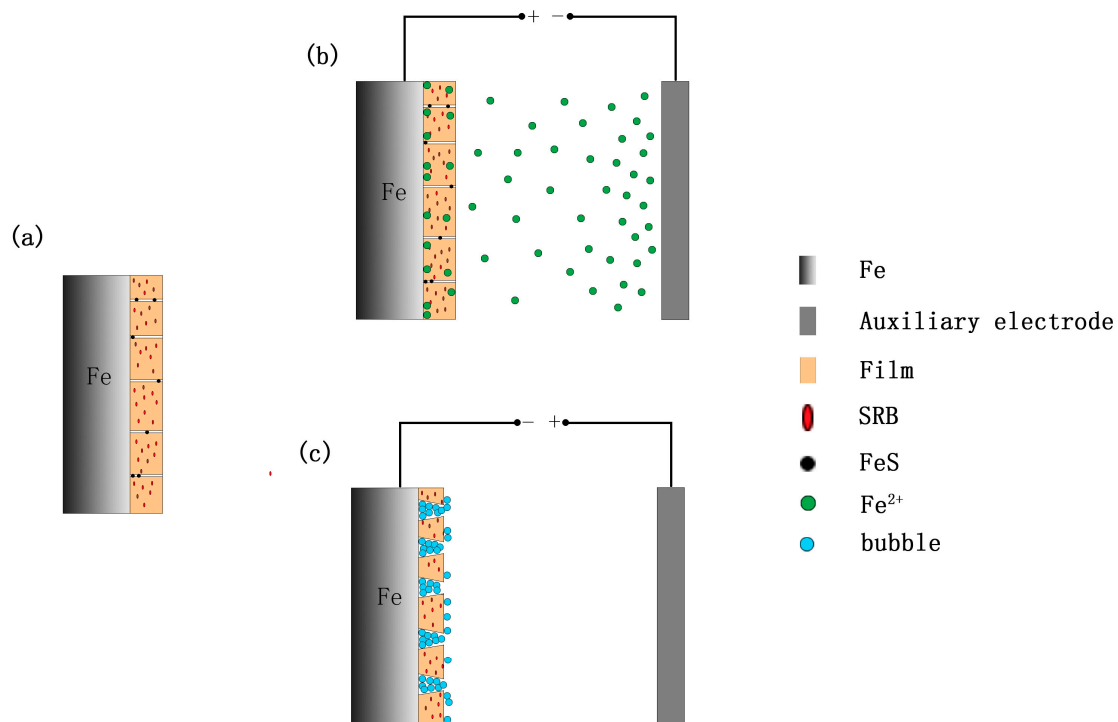 (a)
Fe
(b)
+ −
Fe
(c)
− +
Fe
Fe
Auxiliary electrode
Film
SRB
FeS
Fe²⁺
bubble